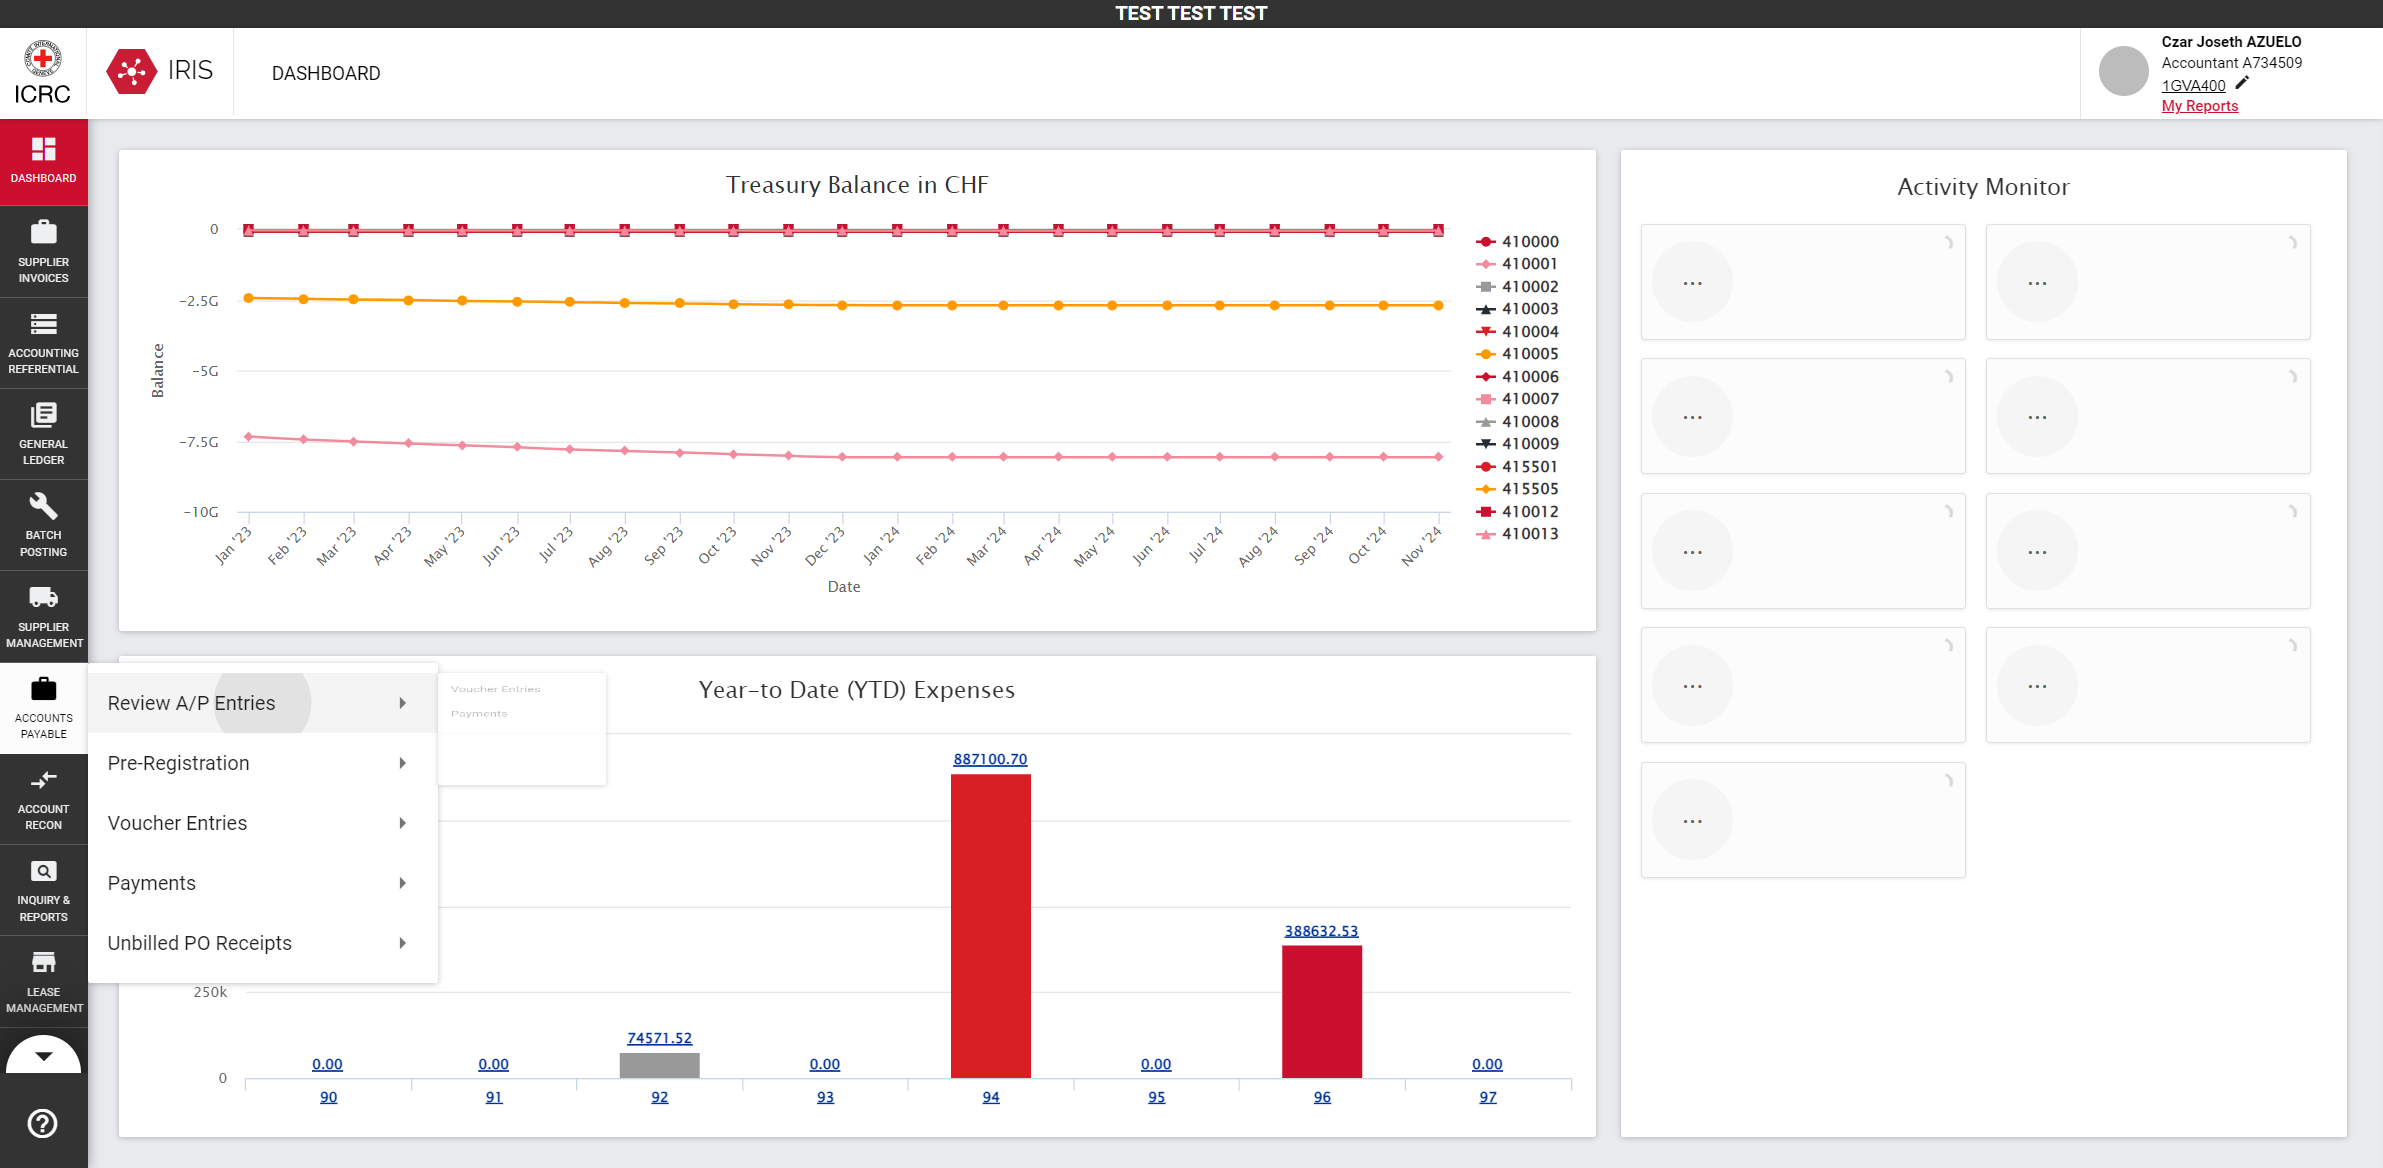 TEST TEST TEST
ICRC
IRIS
DASHBOARD
Czar Joseth AZUELO
Accountant A734509
1GVA400
My Reports
DASHBOARD
SUPPLIER
INVOICES
ACCOUNTING
REFERENTIAL
GENERAL
LEDGER
BATCH
POSTING
SUPPLIER
MANAGEMENT
ACCOUNTS
PAYABLE
ACCOUNT
RECON
INQUIRY &
REPORTS
LEASE
MANAGEMENT
Review A/P Entries
Pre-Registration
Voucher Entries
Payments
Unbilled PO Receipts
Voucher Entries
Payments
Treasury Balance in CHF
0
-2.5G
-5G
-7.5G
-10G
Balance
Jan '23
Feb '23
Mar '23
Apr '23
May '23
Jun '23
Jul '23
Aug '23
Sep '23
Oct '23
Nov '23
Dec '23
Jan '24
Feb '24
Mar '24
Apr '24
May '24
Jun '24
Jul '24
Aug '24
Sep '24
Oct '24
Nov '24
Date
410000
410001
410002
410003
410004
410005
410006
410007
410008
410009
415501
415505
410012
410013
Year-to Date (YTD) Expenses
250k
0
0.00
0.00
74571.52
0.00
887100.70
0.00
388632.53
0.00
90
91
92
93
94
95
96
97
Activity Monitor
...
...
...
...
...
...
...
...
...